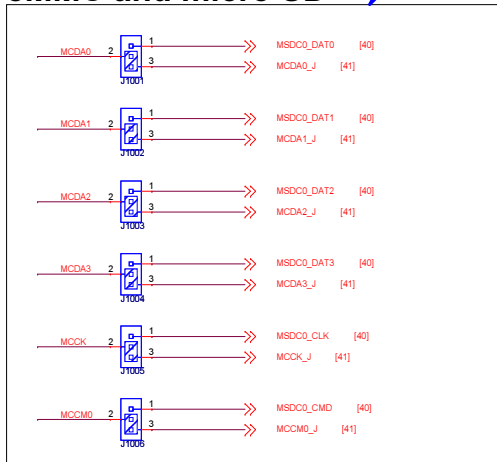 1 MSDC0_DAT0 [40]
MCDA0 2
3 MCDA0_J [41]
J1001
1 MSDC0_DAT1 [40]
MCDA1 2
3 MCDA1_J [41]
J1002
1 MSDC0_DAT2 [40]
MCDA2 2
3 MCDA2_J [41]
J1003
1 MSDC0_DAT3 [40]
MCDA3 2
3 MCDA3_J [41]
J1004
1 MSDC0_CLK [40]
MCCK 2
3 MCCK_J [41]
J1005
1 MSDC0_CMD [40]
MCCM0 2
3 MCCM0_J [41]
J1006